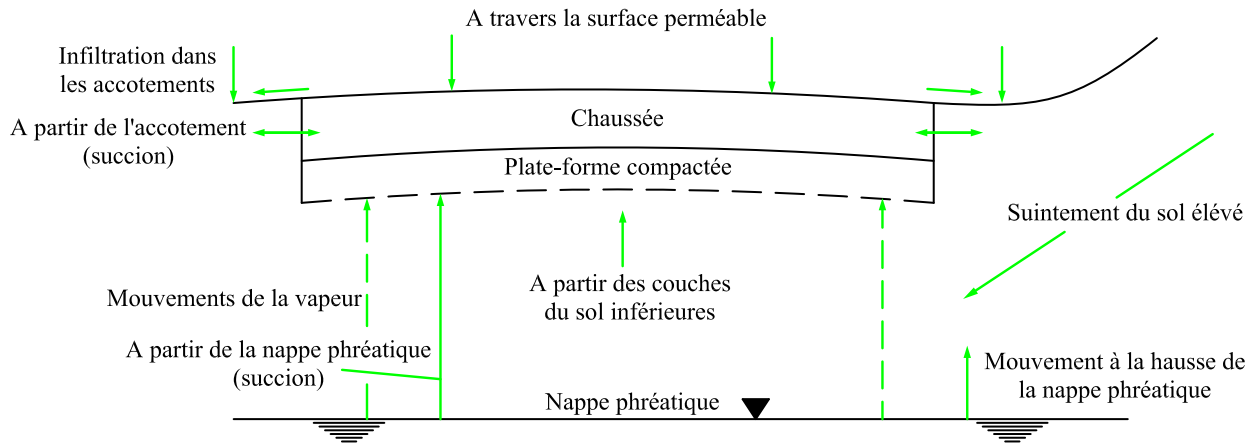 A travers la surface perméable
Infiltration dans
les accotements
A partir de l'accotement
(succion)
Chaussée
Plate-forme compactée
Suintement du sol élévé
A partir des couches
du sol inférieures
Mouvements de la vapeur
A partir de la nappe phréatique
(succion)
Mouvement à la hausse de
la nappe phréatique
Nappe phréatique